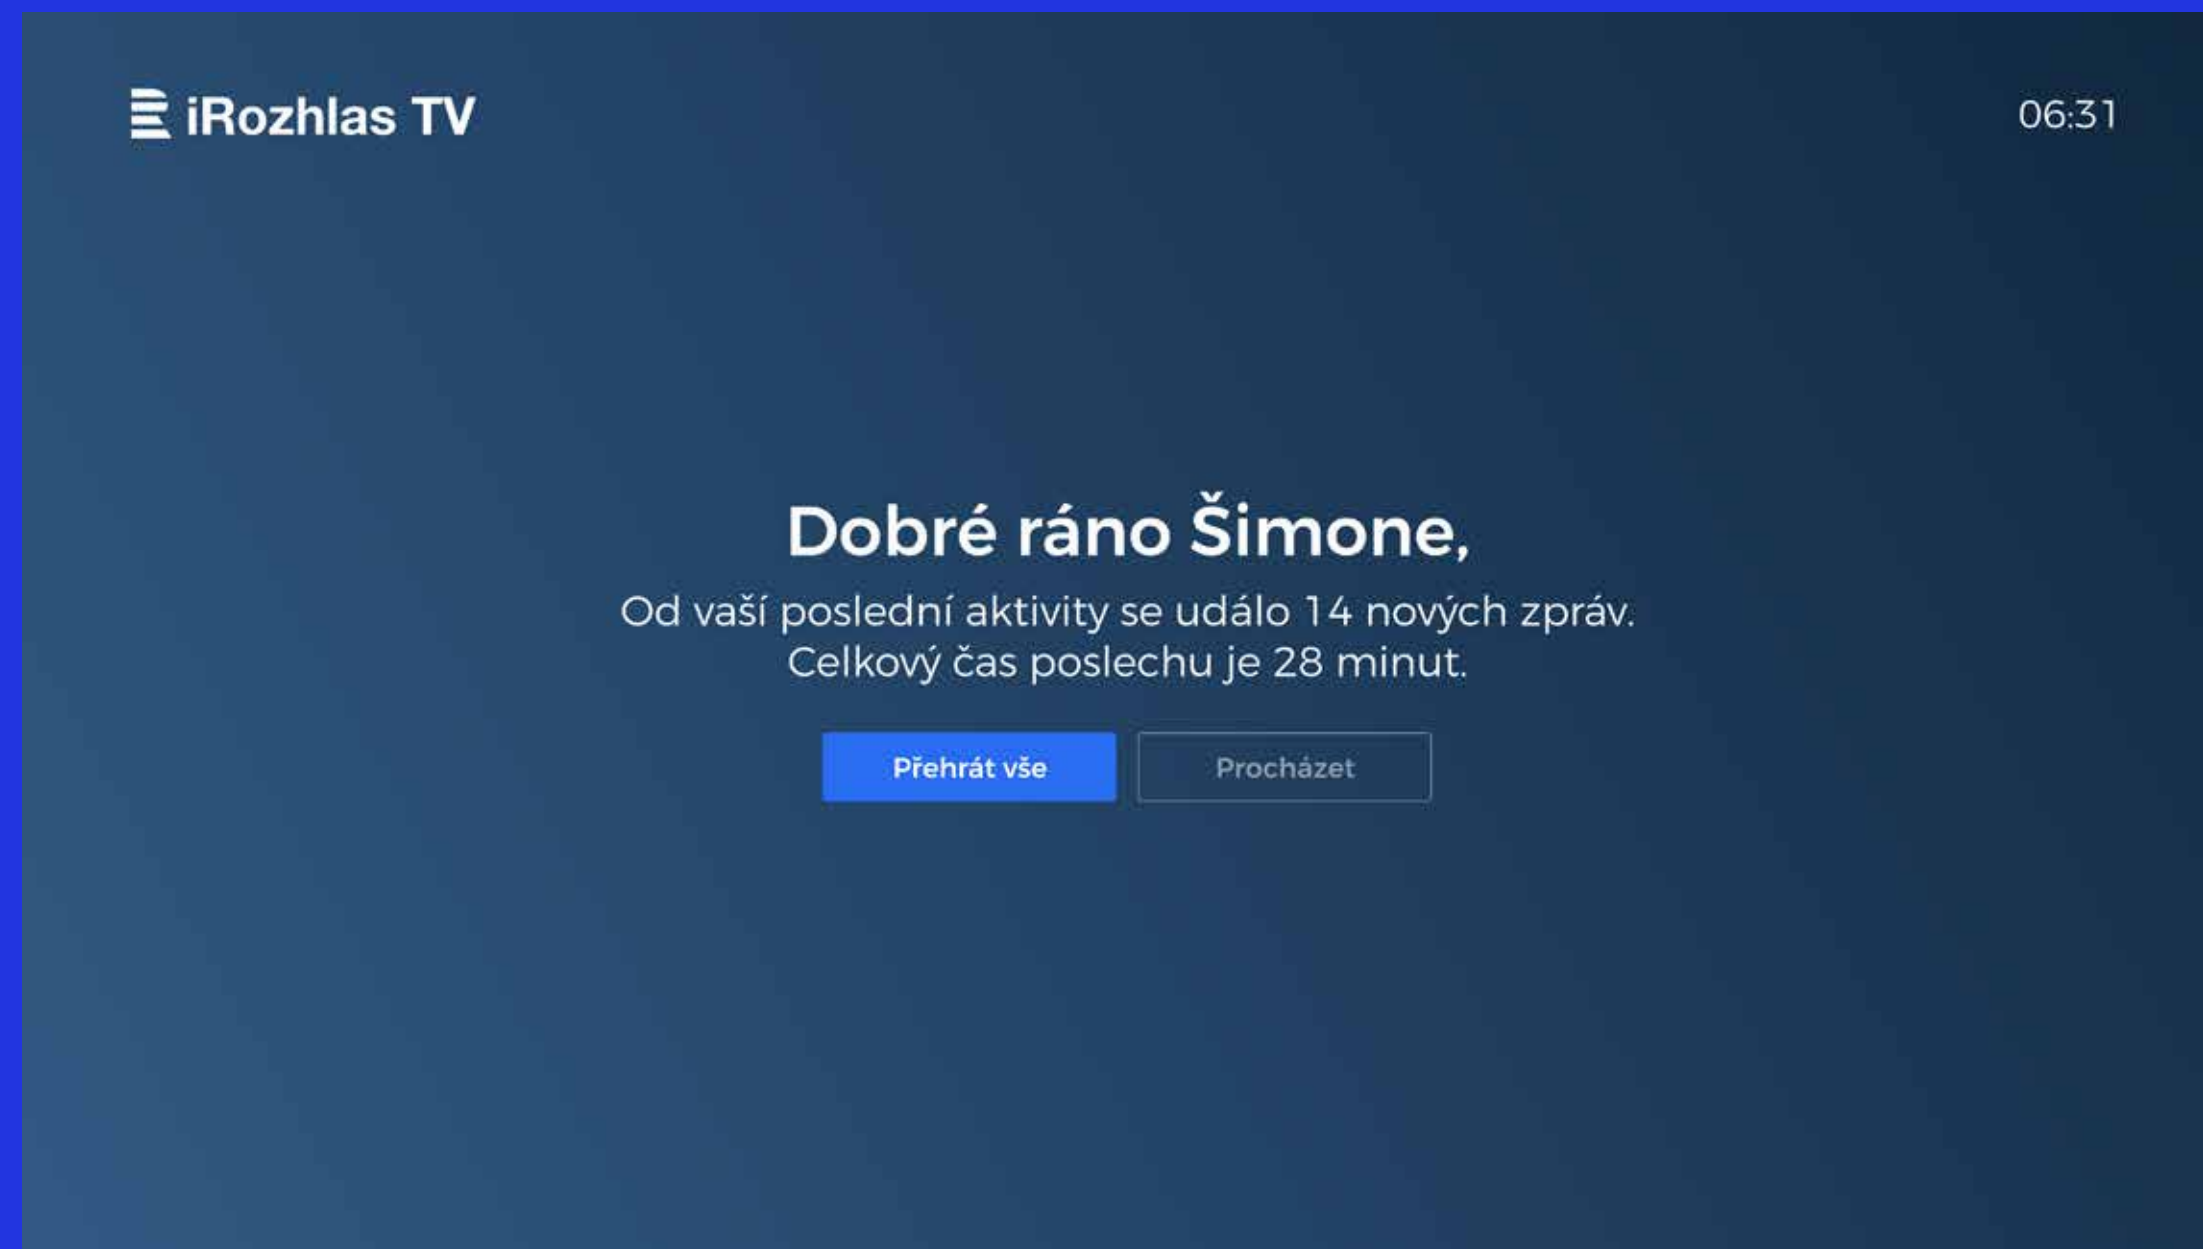 iRozhlas TV
06:31
Dobré ráno Šimone,
Od vaší poslední aktivity se událo 14 nových zpráv.
Celkový čas poslechu je 28 minut.
Přehrát vše
Procházet